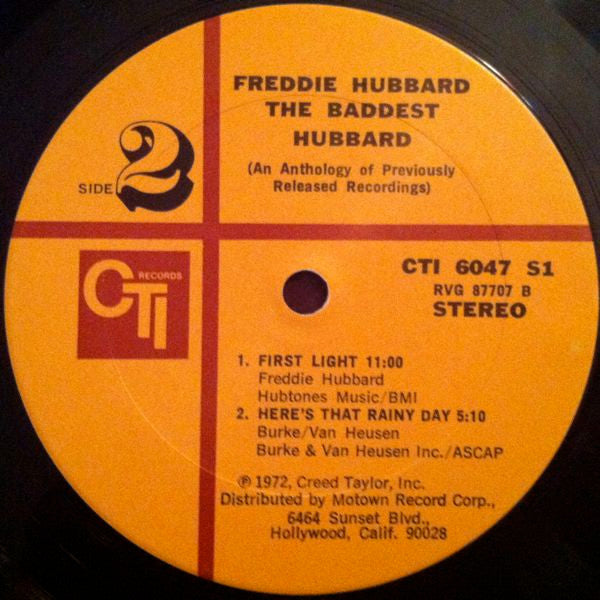 FREDDIE HUBBARD
THE BADDEST
HUBBARD
(An Anthology of Previously
Released Recordings)
SIDE 2
CTI RECORDS
CTI 6047 S1
RVG 87707 B
STEREO
1. FIRST LIGHT 11:00
Freddie Hubbard
Hubtones Music/BMI
2. HERE'S THAT RAINY DAY 5:10
Burke/Van Heusen
Burke & Van Heusen Inc./ASCAP
℗ 1972, Creed Taylor, Inc.
Distributed by Motown Record Corp.,
6464 Sunset Blvd.,
Hollywood, Calif. 90028